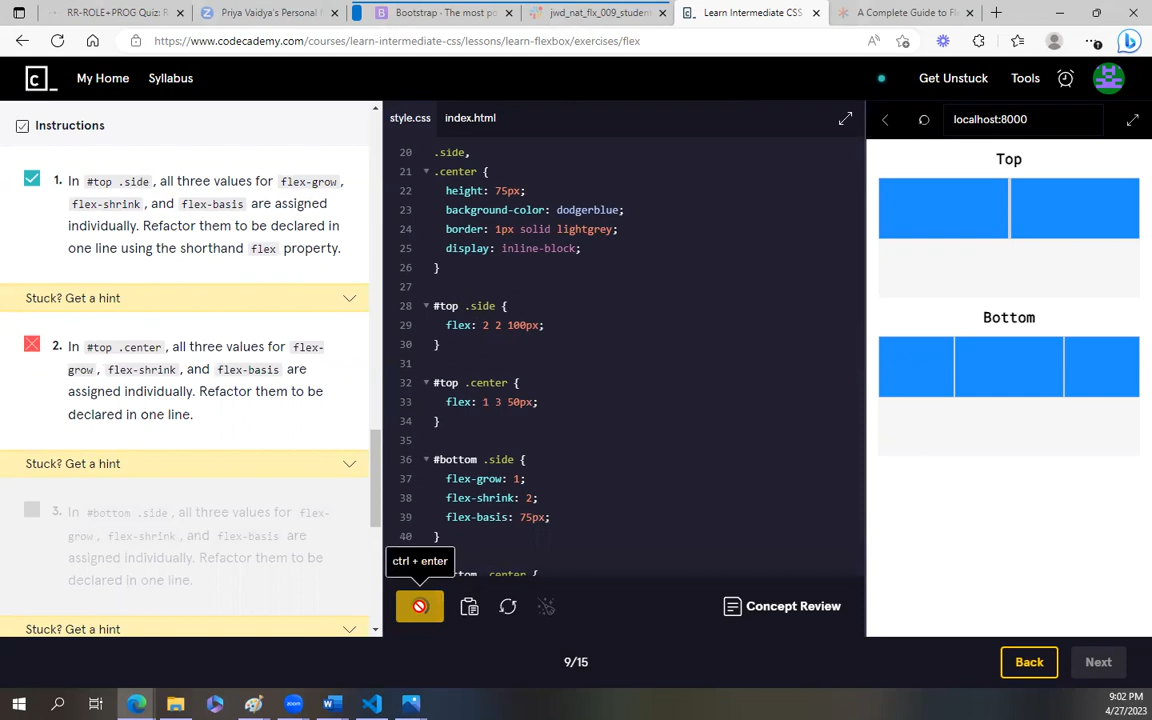 RR-ROLE+PROG Quiz: R
Priya Vaidya's Personal
Bootstrap - The most po
jwd_nat_flx_009_studen
Learn Intermediate CSS
A Complete Guide to Fl
https://www.codecademy.com/courses/learn-intermediate-css/lessons/learn-flexbox/exercises/flex
My Home
Syllabus
Get Unstuck
Tools
Instructions
1. In #top .side, all three values for flex-grow,
flex-shrink, and flex-basis are assigned
individually. Refactor them to be declared in
one line using the shorthand flex property.
Stuck? Get a hint
2. In #top .center, all three values for flex-
grow, flex-shrink, and flex-basis are
assigned individually. Refactor them to be
declared in one line.
Stuck? Get a hint
3. In #bottom .side, all three values for flex-
grow, flex-shrink, and flex-basis are
assigned individually. Refactor them to be
declared in one line.
Stuck? Get a hint
style.css
index.html
20 .side,
21 .center {
22 height: 75px;
23 background-color: dodgerblue;
24 border: 1px solid lightgrey;
25 display: inline-block;
26 }
27
28 #top .side {
29 flex: 2 2 100px;
30 }
31
32 #top .center {
33 flex: 1 3 50px;
34 }
35
36 #bottom .side {
37 flex-grow: 1;
38 flex-shrink: 2;
39 flex-basis: 75px;
40 }
center {
ctrl + enter
Concept Review
localhost:8000
Top
Bottom
9/15
Back
Next
9:02 PM
4/27/2023